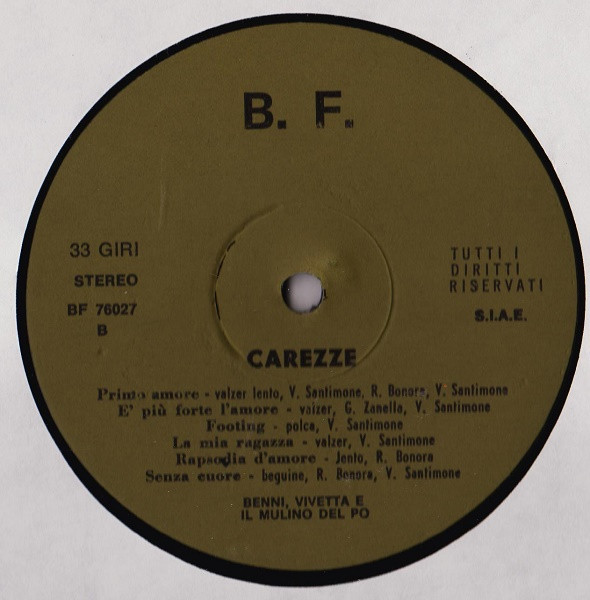 B. F.
33 GIRI
STEREO
BF 76027
B
TUTTI I
DIRITTI
RISERVATI
S.I.A.E.
CAREZZE
Primo amore - valzer lento, V. Santimone, R. Bonora, V. Santimone
E' più forte l'amore - valzer, G. Zanella, V. Santimone
Footing - polca, V. Santimone
La mia ragazza - valzer, V. Santimone
Rapsodia d'amore - lento, R. Bonora
Senza cuore - beguine, R. Bonora, V. Santimone
BENNI, VIVETTA E
IL MULINO DEL PO